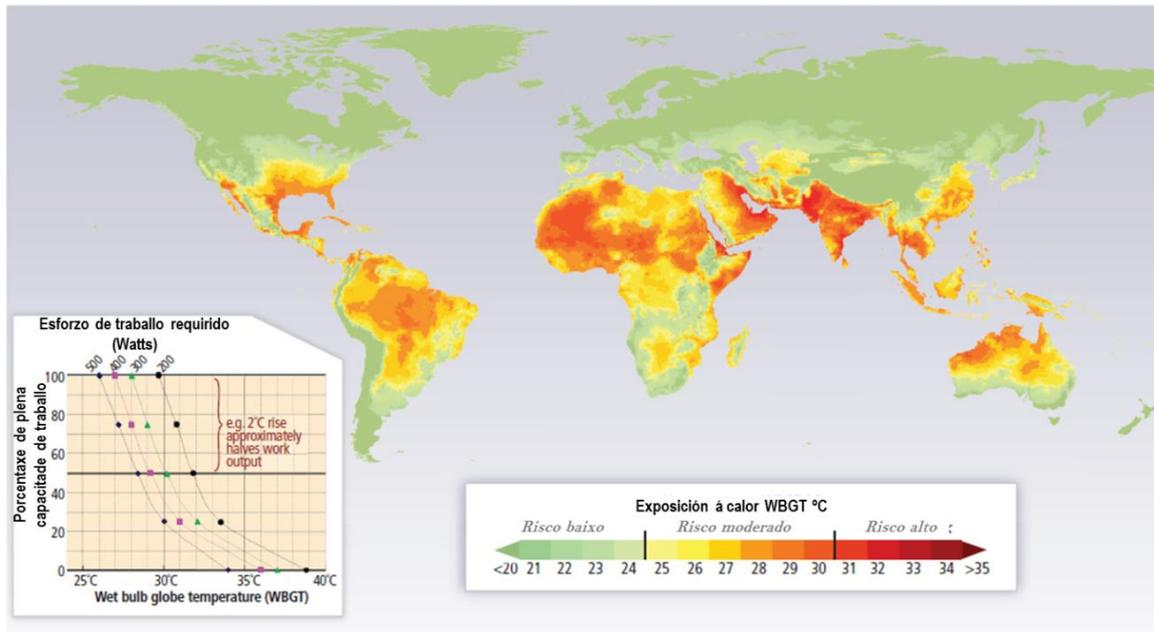 Esforzo de traballo requirido
(Watts)
500 400 300 200
Porcentaxe de plena
capacitade de traballo
100
80
60
40
20
0
e.g. 2°C rise
approximately
halves work
output
25°C 30°C 35°C 40°C
Wet bulb globe temperature (WBGT)
Exposición á calor WBGT ºC
Risco baixo Risco moderado Risco alto :
<20 21 22 23 24 25 26 27 28 29 30 31 32 33 34 >35